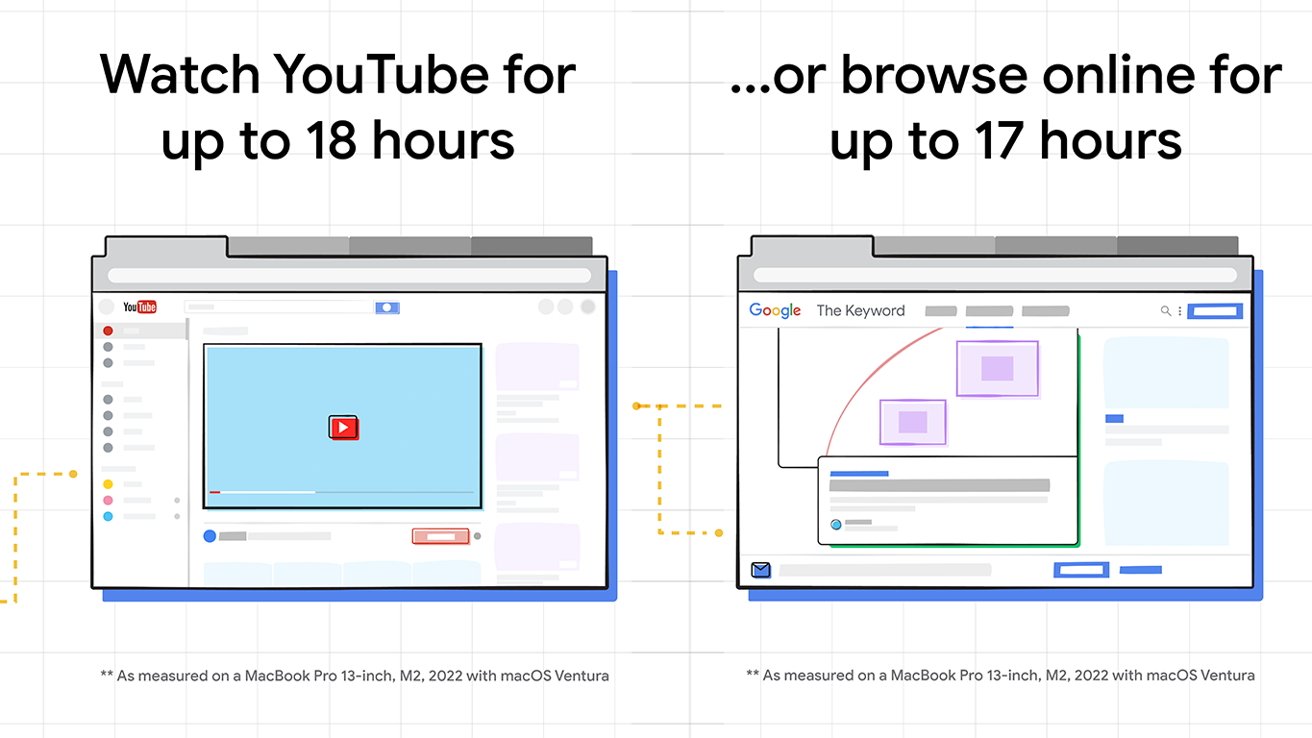 Watch YouTube for
up to 18 hours
YouTube
** As measured on a MacBook Pro 13-inch, M2, 2022 with macOS Ventura
...or browse online for
up to 17 hours
Google The Keyword
** As measured on a MacBook Pro 13-inch, M2, 2022 with macOS Ventura